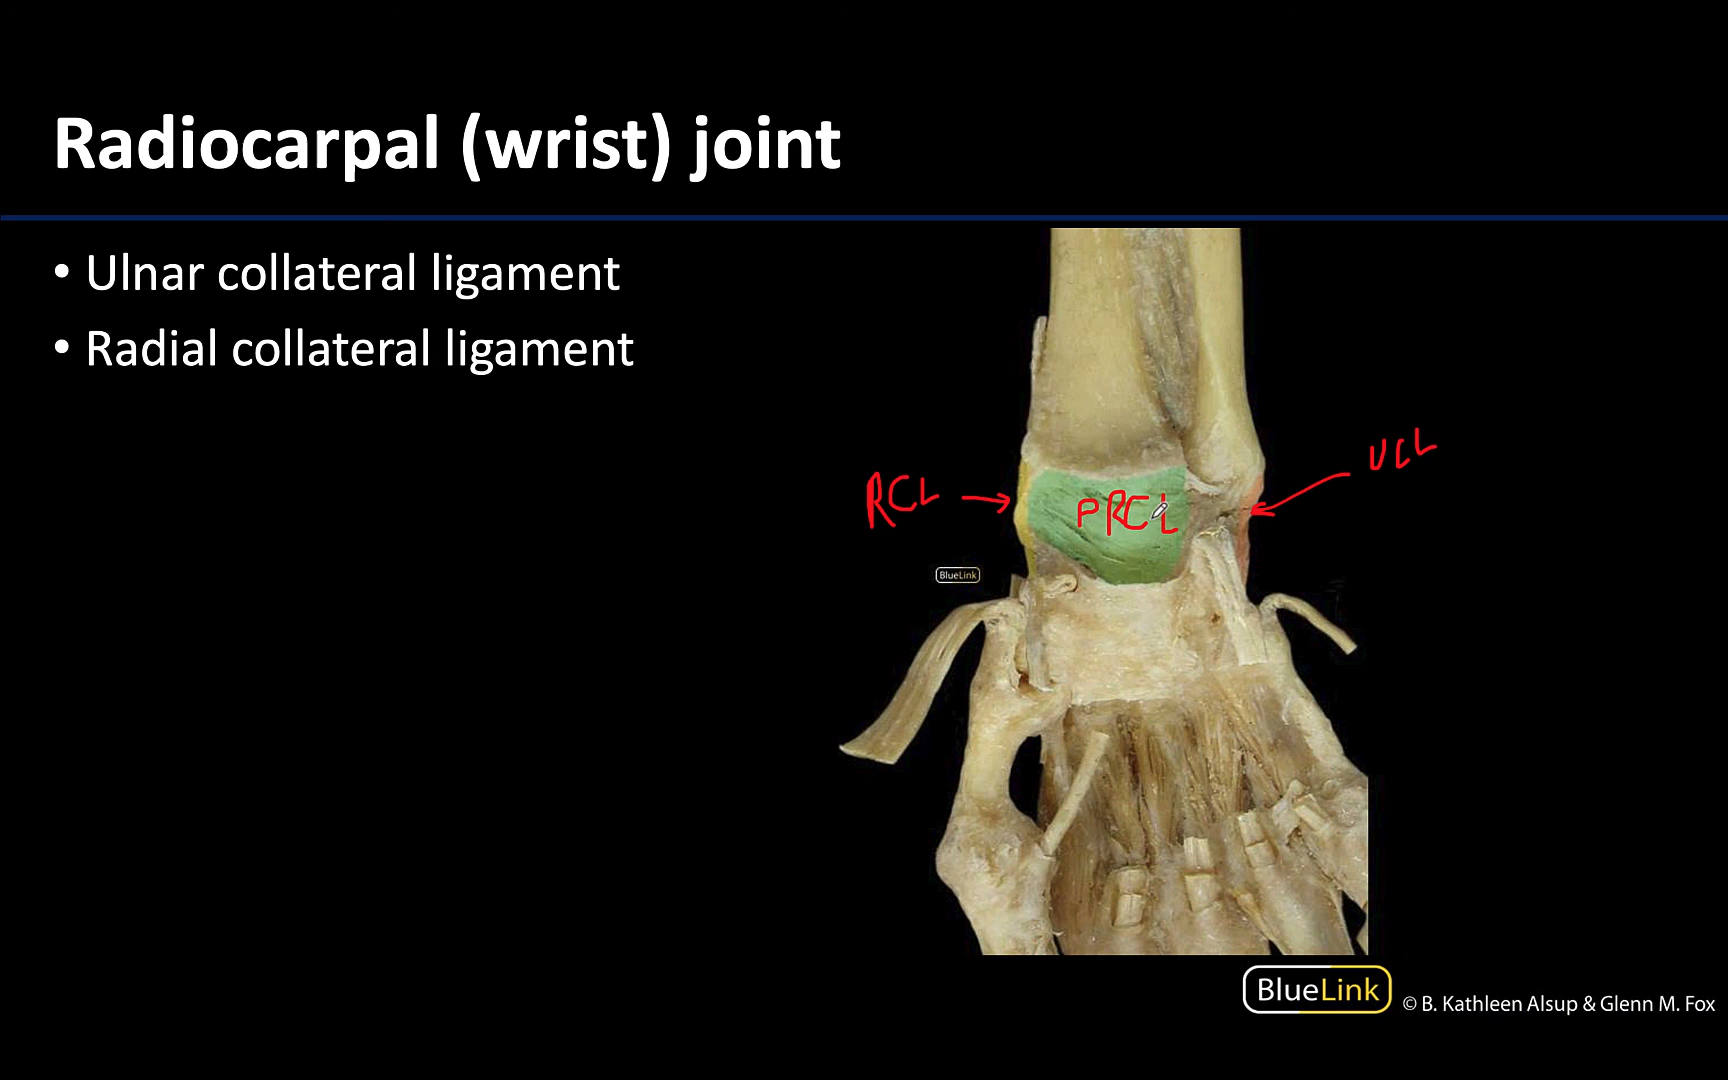 Radiocarpal (wrist) joint
• Ulnar collateral ligament
• Radial collateral ligament
UCL
RCL
PRCL
BlueLink
BlueLink
© B. Kathleen Alsup & Glenn M. Fox